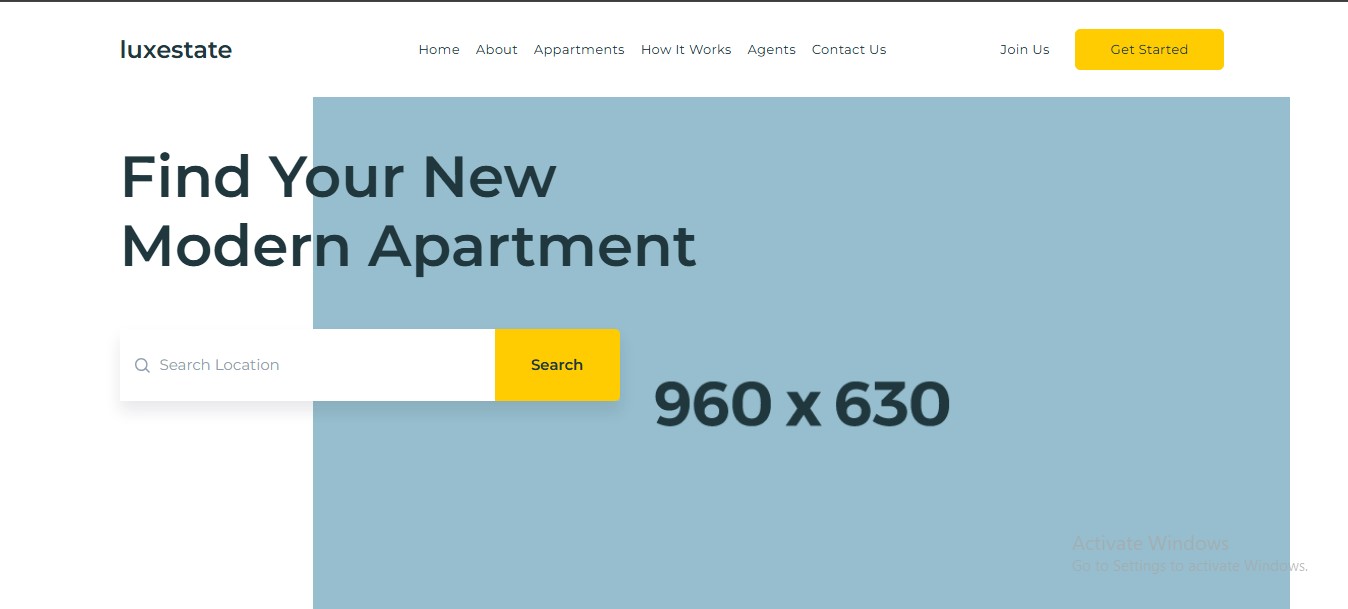 luxestate
Home About Appartments How It Works Agents Contact Us Join Us Get Started
Find Your New
Modern Apartment
Search Location Search
960 x 630
Activate Windows
Go to Settings to activate Windows.